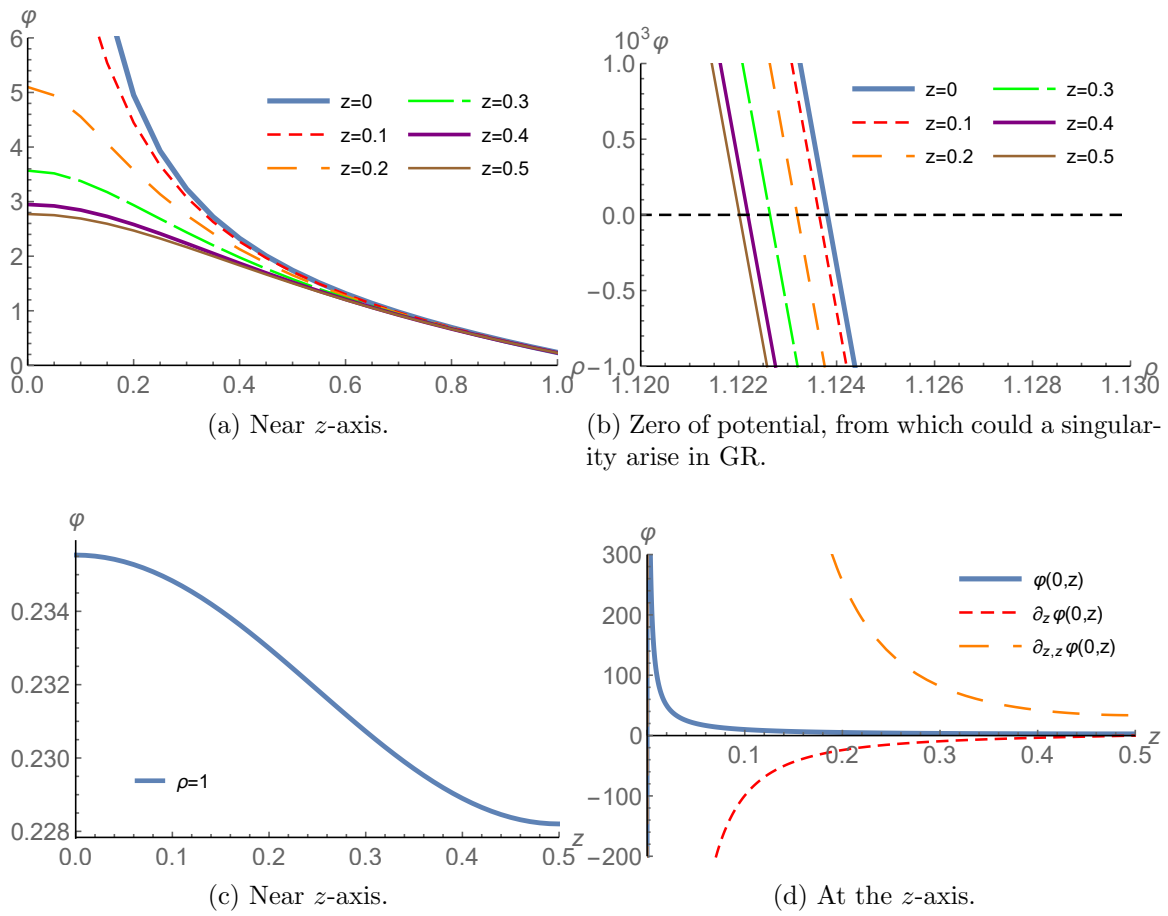 φ
6
5
4
3
2
1
0
0.0 0.2 0.4 0.6 0.8 1.0
ρ
z=0 z=0.3
z=0.1 z=0.4
z=0.2 z=0.5
(a) Near z-axis.
10³ φ
1.0
0.5
0.0
−0.5
−1.0
1.120 1.122 1.124 1.126 1.128 1.130
ρ
z=0 z=0.3
z=0.1 z=0.4
z=0.2 z=0.5
(b) Zero of potential, from which could a singular-
ity arise in GR.
φ
0.234
0.232
0.230
0.228
0.0 0.1 0.2 0.3 0.4 0.5
z
ρ=1
(c) Near z-axis.
φ
300
200
100
0
−100
−200
0.1 0.2 0.3 0.4 0.5
z
φ(0,z)
∂zφ(0,z)
∂z,zφ(0,z)
(d) At the z-axis.